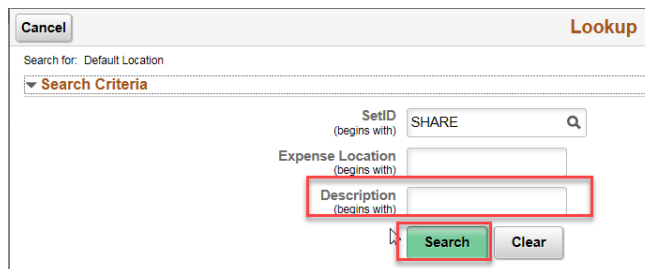 Cancel Lookup
Search for: Default Location
Search Criteria
SetID
(begins with) SHARE
Expense Location
(begins with)
Description
(begins with)
Search Clear